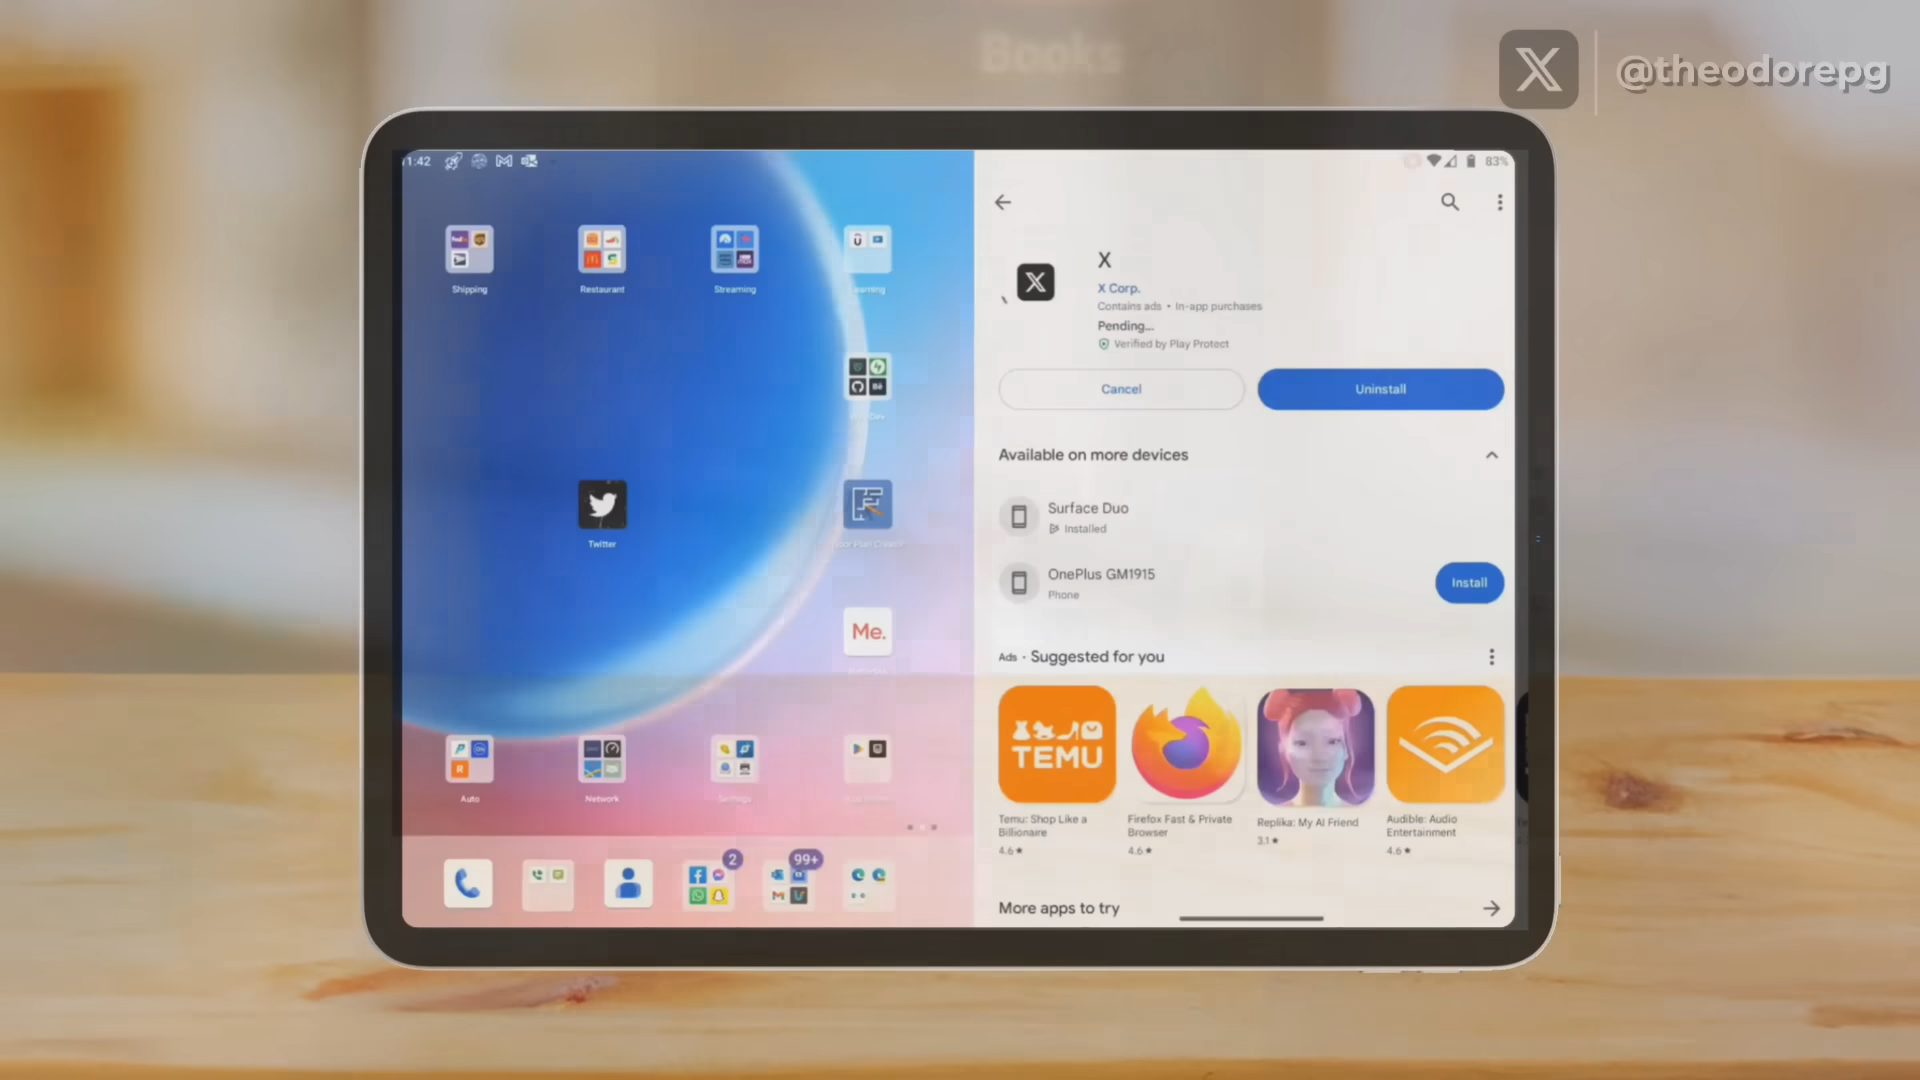 Books
@theodorepg
11:42
83%
Shipping
Restaurant
Streaming
Learning
Twitter
Me.
Auto
Network
Settings
2
99+
X
X Corp.
Contains ads • In-app purchases
Pending...
Verified by Play Protect
Cancel
Uninstall
Available on more devices
Surface Duo
Installed
OnePlus GM1915
Phone
Install
Ads · Suggested for you
TEMU
Temu: Shop Like a
Billionaire
4.6★
Firefox Fast & Private
Browser
4.6★
Replika: My AI Friend
3.1★
Audible: Audio
Entertainment
4.6★
More apps to try